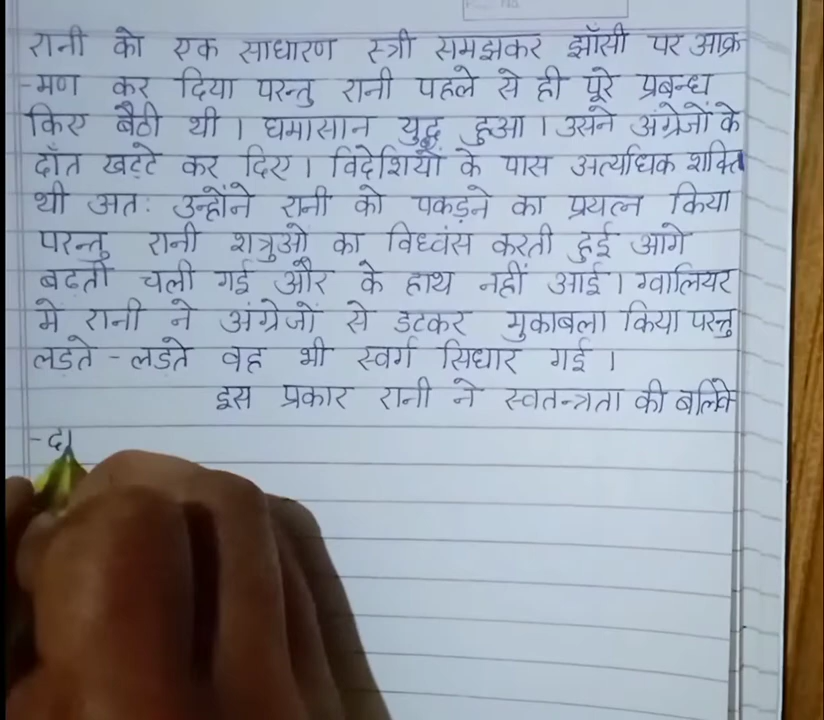 रानी को एक साधारण स्त्री समझकर झाँसी पर आक्र
-मण कर दिया परन्तु रानी पहले से ही पूरे प्रबन्ध
किए बैठी थी। घमासान युद्ध हुआ। उसने अंग्रेजों के
दाँत खट्टे कर दिए। विदेशियों के पास अत्यधिक शक्ति
थी अत: उन्होंने रानी को पकड़ने का प्रयत्न किया
परन्तु रानी शत्रुओं का विध्वंस करती हुई आगे
बढ़ती चली गई और के हाथ नहीं आई। ग्वालियर
में रानी ने अंग्रेजों से डटकर मुकाबला किया परन्तु
लड़ते-लड़ते वह भी स्वर्ग सिधार गई।
इस प्रकार रानी ने स्वतन्त्रता की बलिवे
-दा